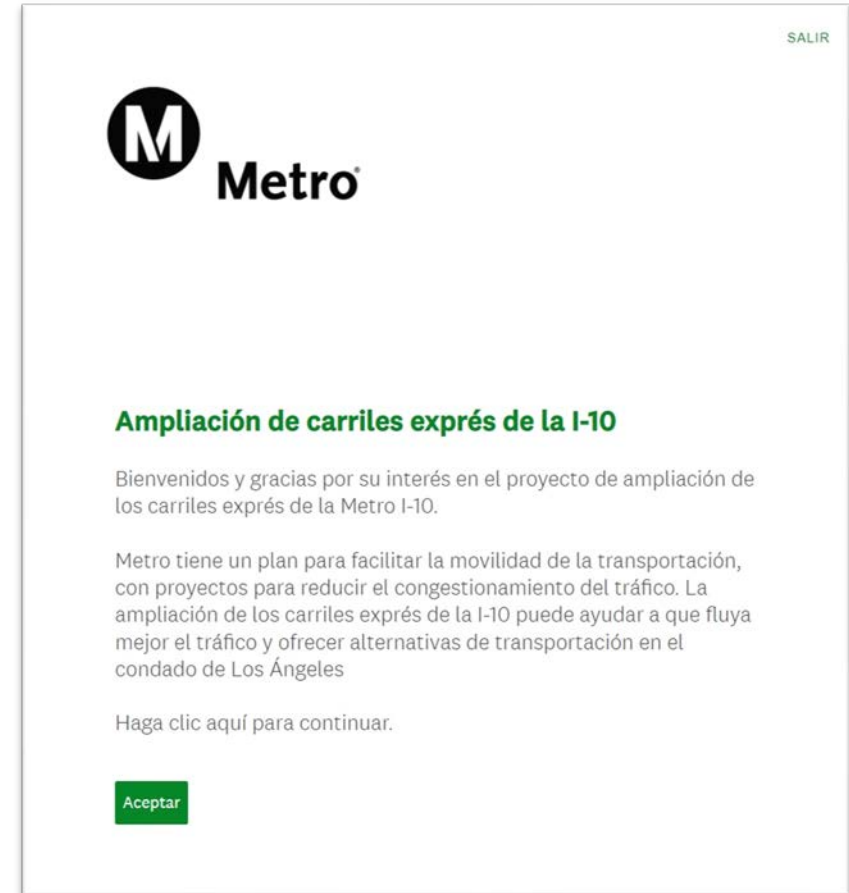 SALIR
M
Metro
Ampliación de carriles exprés de la I-10
Bienvenidos y gracias por su interés en el proyecto de ampliación de
los carriles exprés de la Metro I-10.
Metro tiene un plan para facilitar la movilidad de la transportación,
con proyectos para reducir el congestionamiento del tráfico. La
ampliación de los carriles exprés de la I-10 puede ayudar a que fluya
mejor el tráfico y ofrecer alternativas de transportación en el
condado de Los Ángeles
Haga clic aquí para continuar.
Aceptar